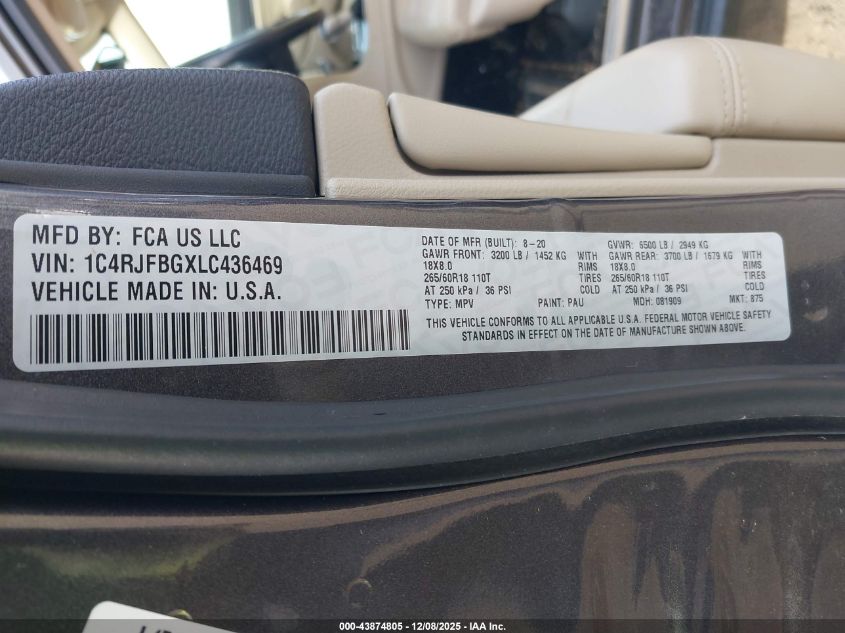 MFD BY: FCA US LLC
VIN: 1C4RJFBGXLC436469
VEHICLE MADE IN: U.S.A.
DATE OF MFR (BUILT): 8-20 GVWR: 6500 LB / 2949 KG
GAWR FRONT: 3200 LB / 1452 KG GAWR REAR: 3700 LB / 1679 KG
18X8.0 RIMS 18X8.0 RIMS
265/60R18 110T TIRES 265/60R18 110T TIRES
AT 250 kPa / 36 PSI COLD AT 250 kPa / 36 PSI COLD
TYPE: MPV PAINT: PAU MDH: 081909 MKT: 875
THIS VEHICLE CONFORMS TO ALL APPLICABLE U.S.A. FEDERAL MOTOR VEHICLE SAFETY
STANDARDS IN EFFECT ON THE DATE OF MANUFACTURE SHOWN ABOVE.
000-43874805 - 12/08/2025 - IAA Inc.